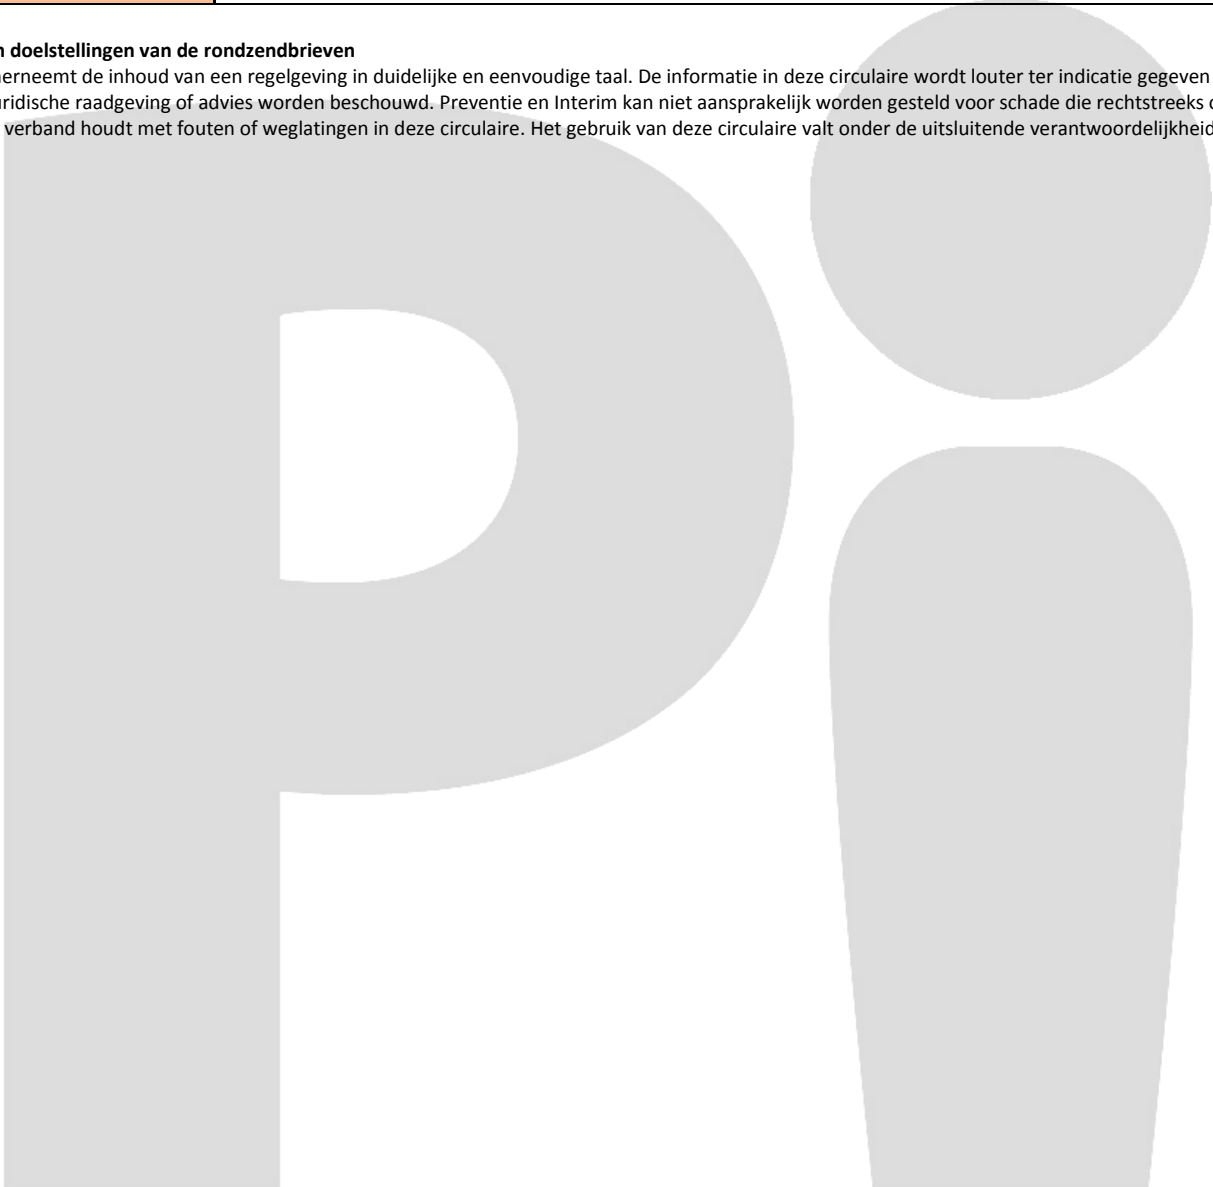 n doelstellingen van de rondzendbrieven
erneemt de inhoud van een regelgeving in duidelijke en eenvoudige taal. De informatie in deze circulaire wordt louter ter indicatie gegeven
uridische raadgeving of advies worden beschouwd. Preventie en Interim kan niet aansprakelijk worden gesteld voor schade die rechtstreeks o
verband houdt met fouten of weglatingen in deze circulaire. Het gebruik van deze circulaire valt onder de uitsluitende verantwoordelijkheid
Pi